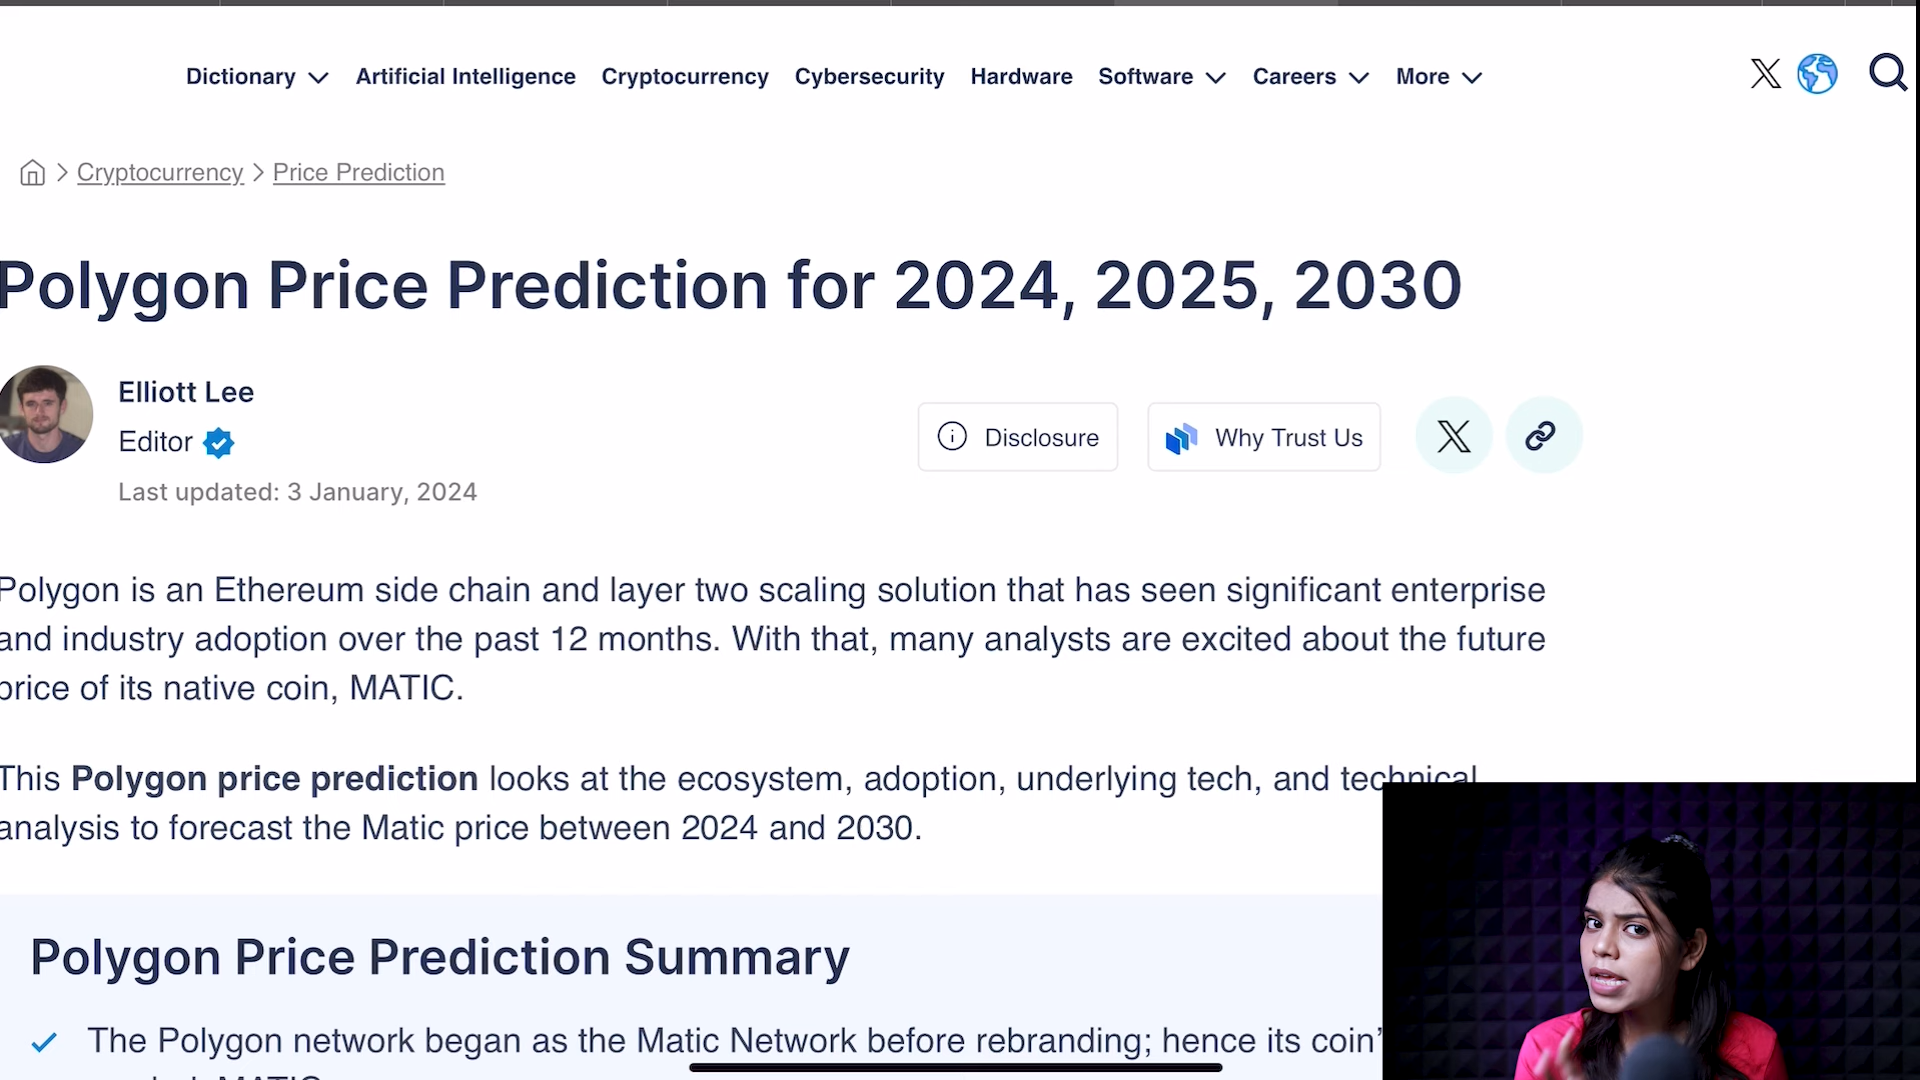 Dictionary Artificial Intelligence Cryptocurrency Cybersecurity Hardware Software Careers More
Cryptocurrency > Price Prediction
Polygon Price Prediction for 2024, 2025, 2030
Elliott Lee
Editor
Disclosure Why Trust Us
Last updated: 3 January, 2024
Polygon is an Ethereum side chain and layer two scaling solution that has seen significant enterprise
and industry adoption over the past 12 months. With that, many analysts are excited about the future
price of its native coin, MATIC.
This Polygon price prediction looks at the ecosystem, adoption, underlying tech, and technical
analysis to forecast the Matic price between 2024 and 2030.
Polygon Price Prediction Summary
The Polygon network began as the Matic Network before rebranding; hence its coin'
MATIC